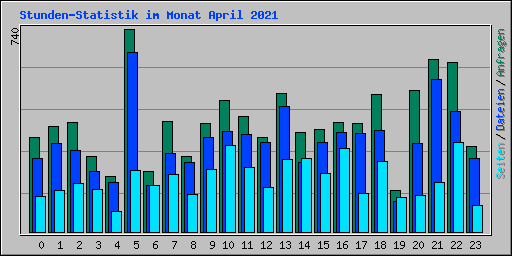 Stunden-Statistik im Monat April 2021
740
Seiten / Dateien / Anfragen
0 1 2 3 4 5 6 7 8 9 10 11 12 13 14 15 16 17 18 19 20 21 22 23